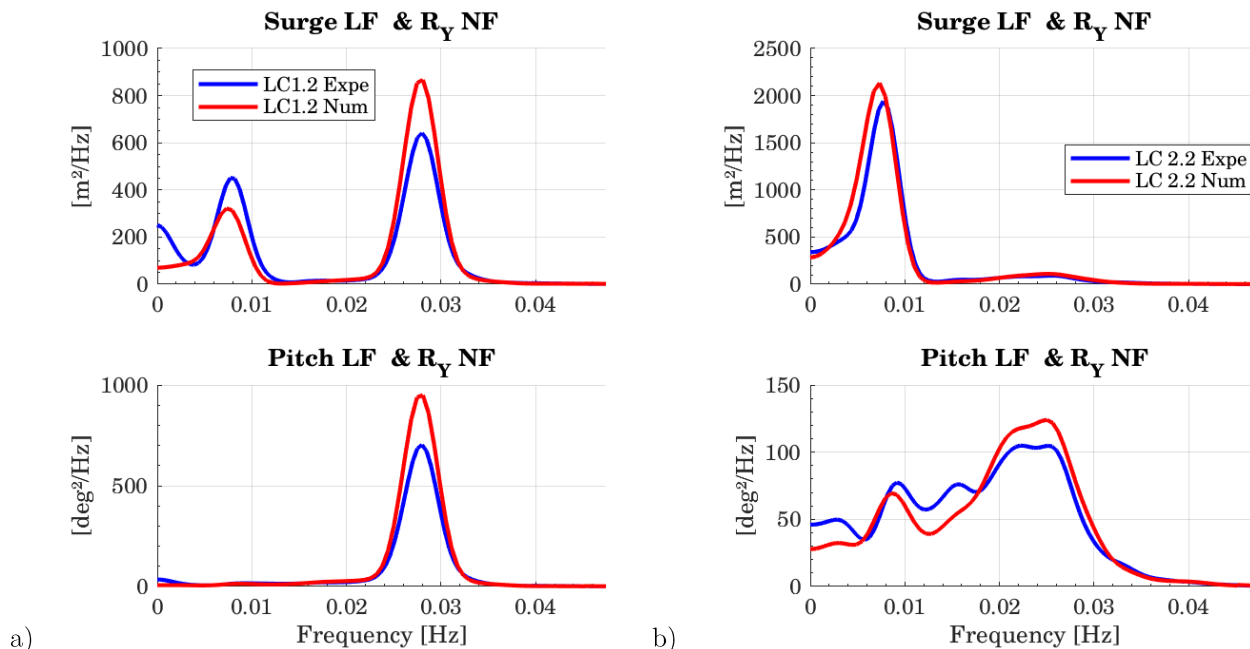 Surge LF & R_Y NF
1000
800
600
400
200
0
[m²/Hz]
LC1.2 Expe
LC1.2 Num
0 0.01 0.02 0.03 0.04
Pitch LF & R_Y NF
1000
500
0
[deg²/Hz]
0 0.01 0.02 0.03 0.04
Frequency [Hz]
a)
Surge LF & R_Y NF
2500
2000
1500
1000
500
0
[m²/Hz]
LC 2.2 Expe
LC 2.2 Num
0 0.01 0.02 0.03 0.04
Pitch LF & R_Y NF
150
100
50
0
[deg²/Hz]
0 0.01 0.02 0.03 0.04
Frequency [Hz]
b)